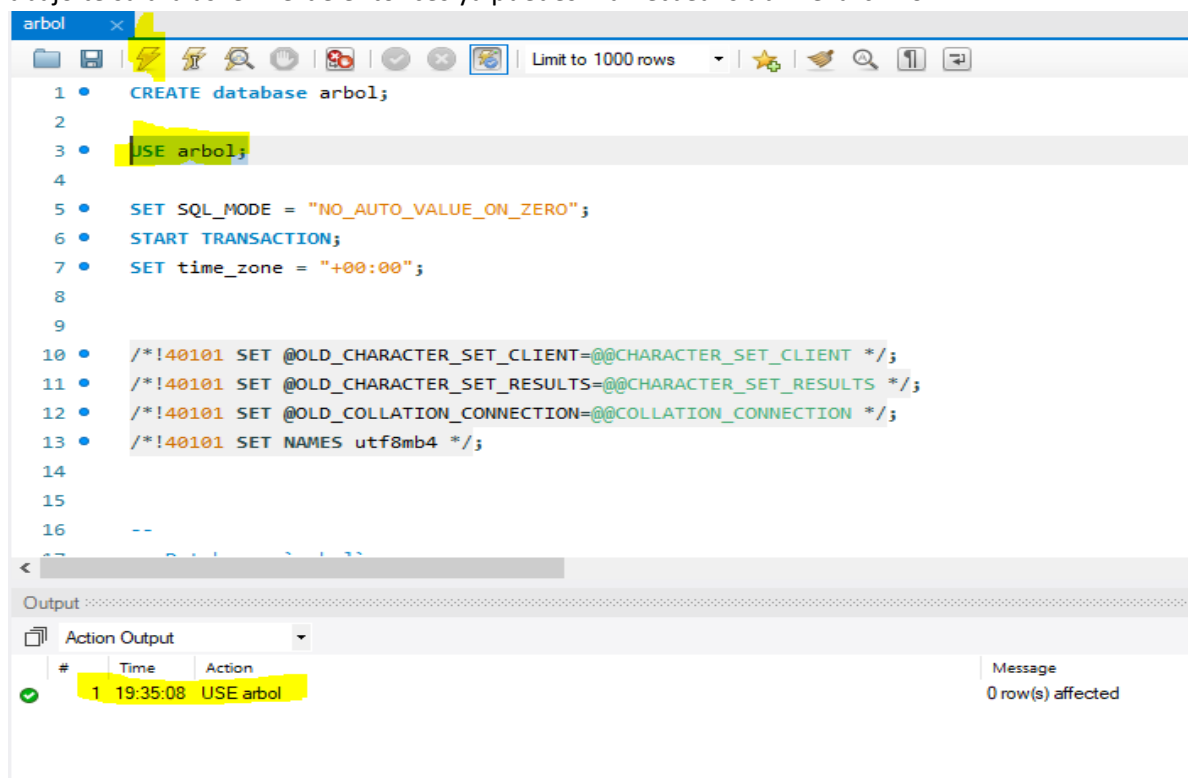 arbol
Limit to 1000 rows
1 CREATE database arbol;
2
3 USE arbol;
4
5 SET SQL_MODE = "NO_AUTO_VALUE_ON_ZERO";
6 START TRANSACTION;
7 SET time_zone = "+00:00";
8
9
10 /*!40101 SET @OLD_CHARACTER_SET_CLIENT=@@CHARACTER_SET_CLIENT */;
11 /*!40101 SET @OLD_CHARACTER_SET_RESULTS=@@CHARACTER_SET_RESULTS */;
12 /*!40101 SET @OLD_COLLATION_CONNECTION=@@COLLATION_CONNECTION */;
13 /*!40101 SET NAMES utf8mb4 */;
14
15
16 --
Output
Action Output
# Time Action Message
1 19:35:08 USE arbol 0 row(s) affected